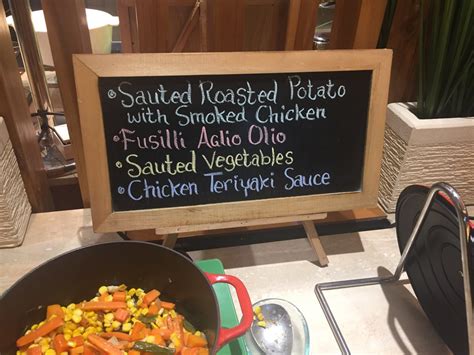 • Sauted Roasted Potato
with Smoked Chicken
• Fusilli Aglio Olio
• Sauted Vegetables
• Chicken Teriyaki Sauce